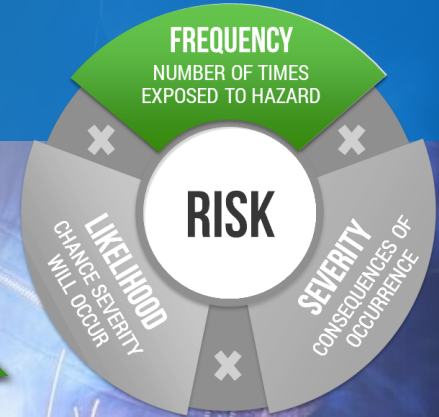 FREQUENCY
NUMBER OF TIMES
EXPOSED TO HAZARD
RISK
LIKELIHOOD
CHANCE SEVERITY
WILL OCCUR
SEVERITY
CONSEQUENCES OF
OCCURRENCE